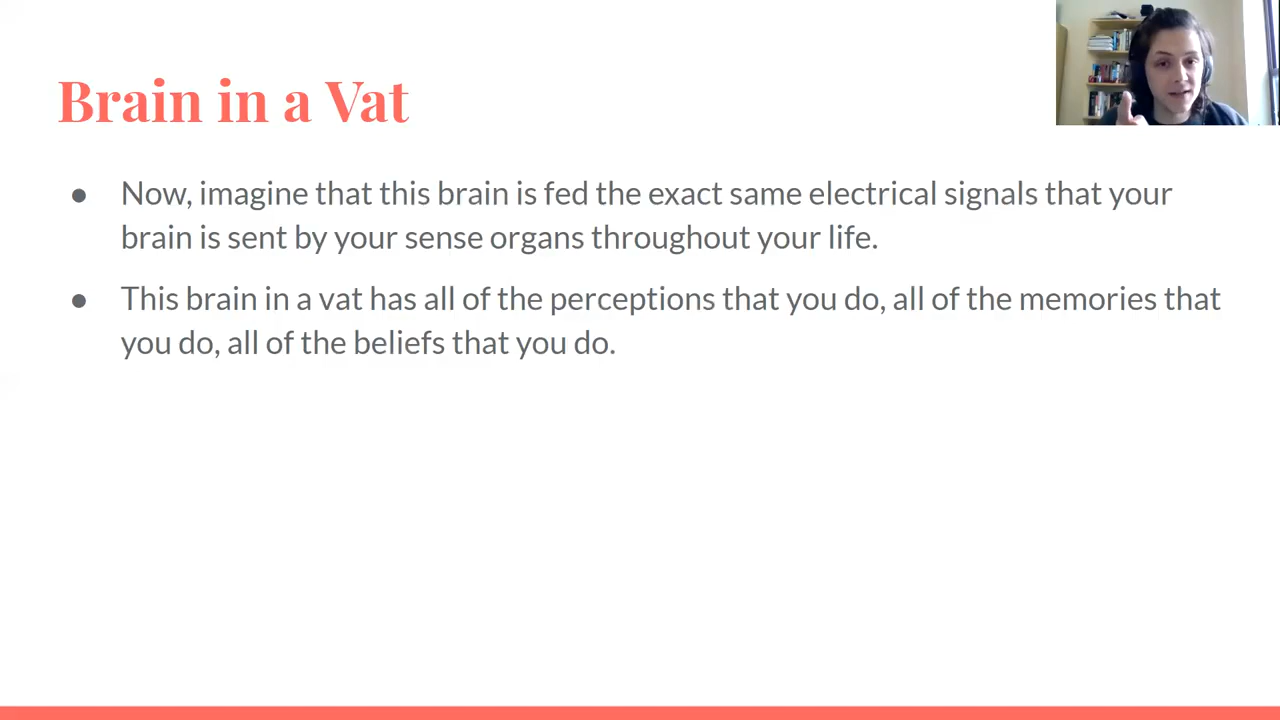 Brain in a Vat
● Now, imagine that this brain is fed the exact same electrical signals that your
brain is sent by your sense organs throughout your life.
● This brain in a vat has all of the perceptions that you do, all of the memories that
you do, all of the beliefs that you do.